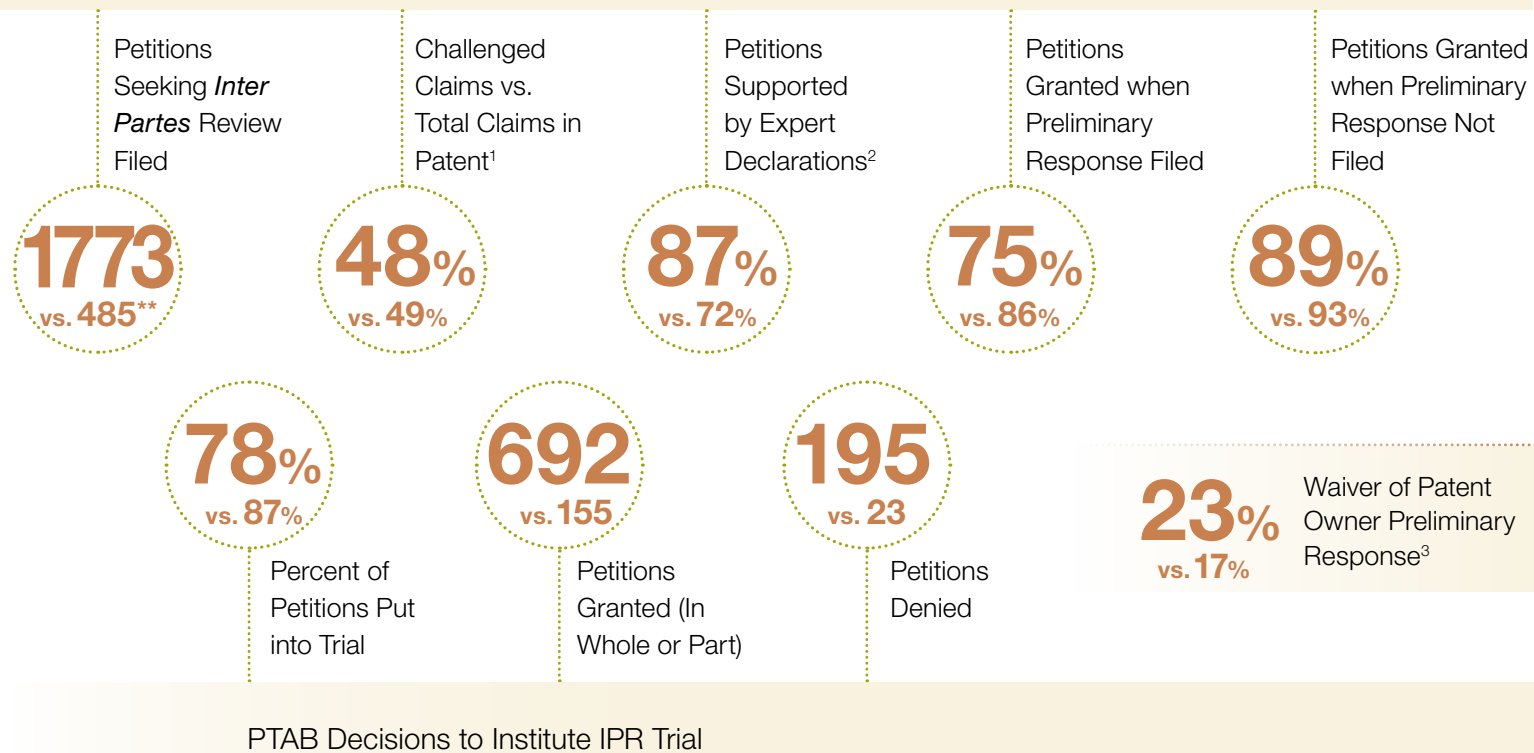 Petitions
Seeking Inter
Partes Review
Filed
1773
vs. 485**
Challenged
Claims vs.
Total Claims in
Patent¹
48%
vs. 49%
Petitions
Supported
by Expert
Declarations²
87%
vs. 72%
Petitions
Granted when
Preliminary
Response Filed
75%
vs. 86%
Petitions Granted
when Preliminary
Response Not
Filed
89%
vs. 93%
78%
vs. 87%
Percent of
Petitions Put
into Trial
692
vs. 155
Petitions
Granted (In
Whole or Part)
195
vs. 23
Petitions
Denied
23%
vs. 17%
Waiver of Patent
Owner Preliminary
Response³
PTAB Decisions to Institute IPR Trial